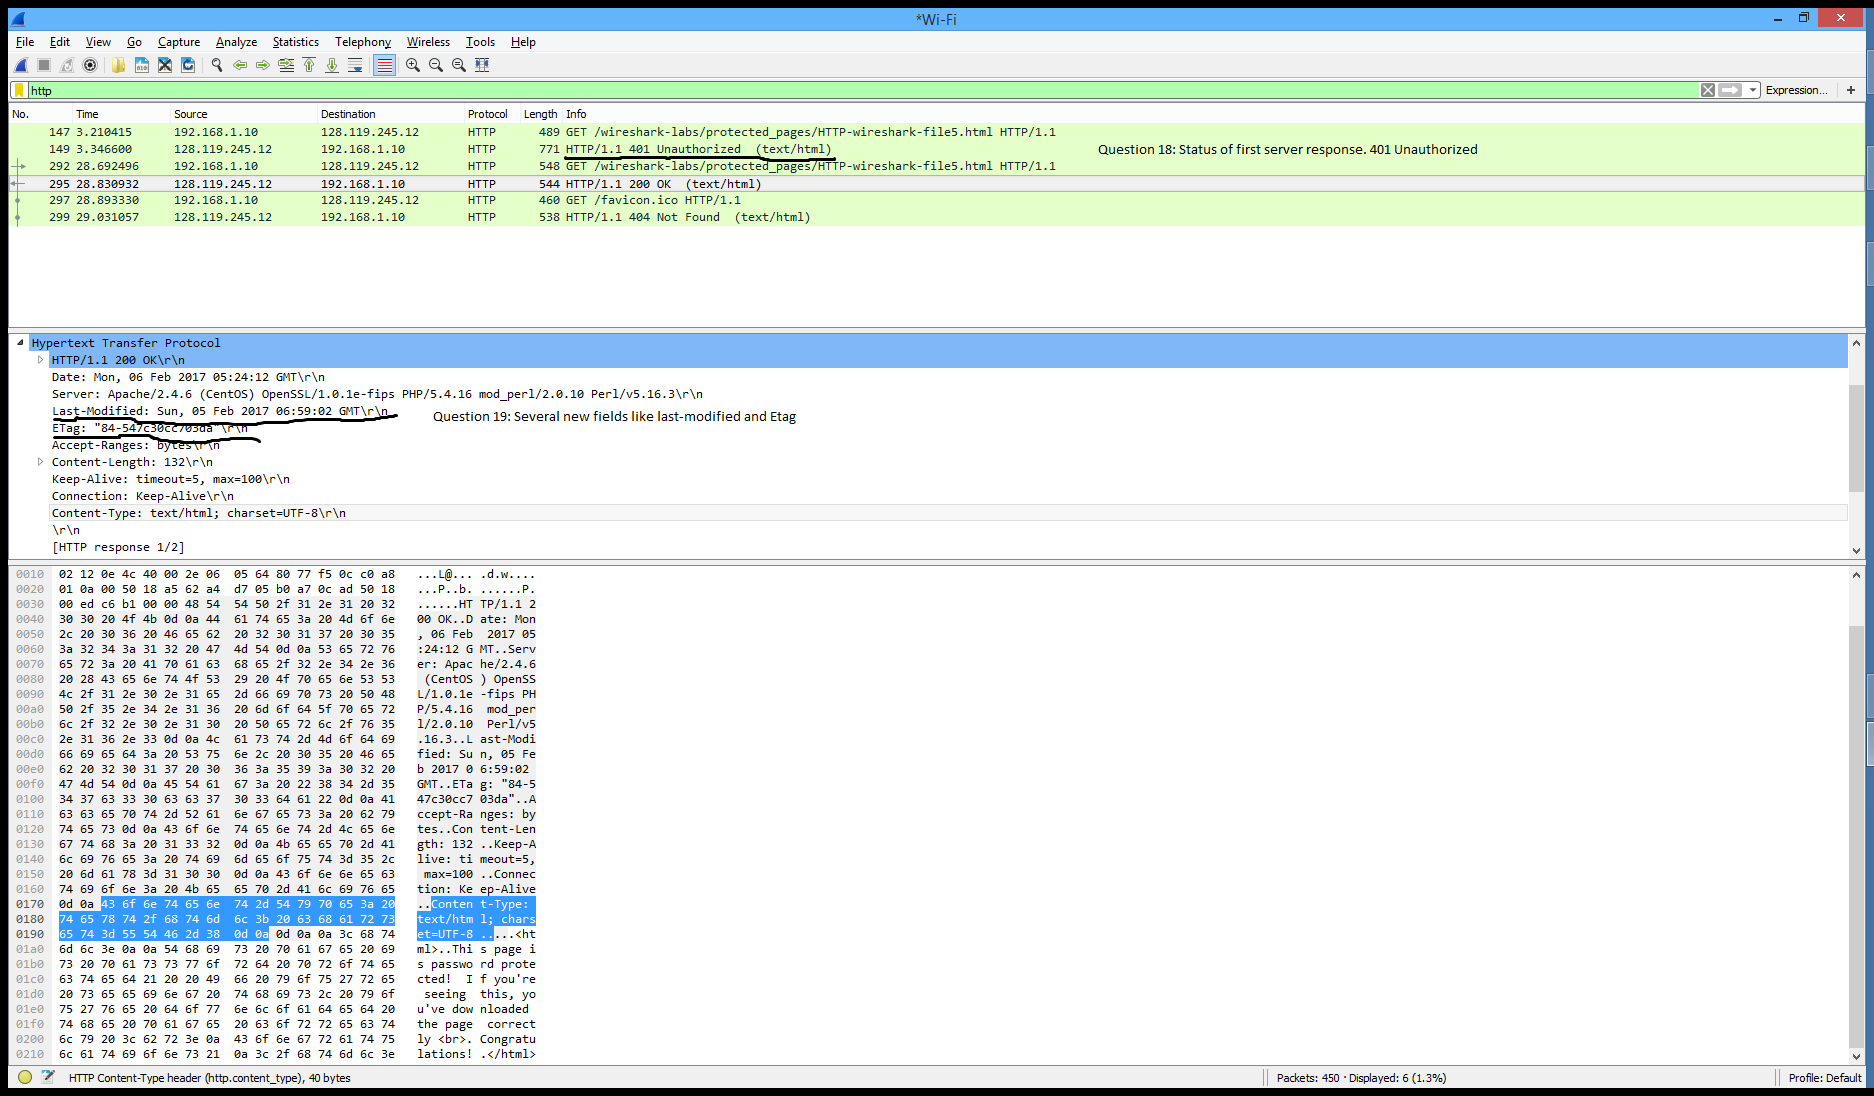 *Wi-Fi
File Edit View Go Capture Analyze Statistics Telephony Wireless Tools Help
http
Expression... +
No. Time Source Destination Protocol Length Info
147 3.210415 192.168.1.10 128.119.245.12 HTTP 489 GET /wireshark-labs/protected_pages/HTTP-wireshark-file5.html HTTP/1.1
149 3.346600 128.119.245.12 192.168.1.10 HTTP 771 HTTP/1.1 401 Unauthorized (text/html)
Question 18: Status of first server response. 401 Unauthorized
292 28.692496 192.168.1.10 128.119.245.12 HTTP 548 GET /wireshark-labs/protected_pages/HTTP-wireshark-file5.html HTTP/1.1
295 28.830932 128.119.245.12 192.168.1.10 HTTP 544 HTTP/1.1 200 OK (text/html)
297 28.893330 192.168.1.10 128.119.245.12 HTTP 460 GET /favicon.ico HTTP/1.1
299 29.031057 128.119.245.12 192.168.1.10 HTTP 538 HTTP/1.1 404 Not Found (text/html)
Hypertext Transfer Protocol
HTTP/1.1 200 OK\r\n
Date: Mon, 06 Feb 2017 05:24:12 GMT\r\n
Server: Apache/2.4.6 (CentOS) OpenSSL/1.0.1e-fips PHP/5.4.16 mod_perl/2.0.10 Perl/v5.16.3\r\n
Last-Modified: Sun, 05 Feb 2017 06:59:02 GMT\r\n
Question 19: Several new fields like last-modified and Etag
ETag: "84-547c30cc703da"\r\n
Accept-Ranges: bytes\r\n
Content-Length: 132\r\n
Keep-Alive: timeout=5, max=100\r\n
Connection: Keep-Alive\r\n
Content-Type: text/html; charset=UTF-8\r\n
\r\n
[HTTP response 1/2]
0010 02 12 0e 4c 40 00 2e 06 05 64 80 77 f5 0c c0 a8 ...L@... .d.w....
0020 01 0a 00 50 18 a5 62 a4 d7 05 b0 a7 0c ad 50 18 ...P..b. ......P.
0030 00 ed c6 b1 00 00 48 54 54 50 2f 31 2e 31 20 32 ......HT TP/1.1 2
0040 30 30 20 4f 4b 0d 0a 44 61 74 65 3a 20 4d 6f 6e 00 OK..D ate: Mon
0050 2c 20 30 36 20 46 65 62 20 32 30 31 37 20 30 35 , 06 Feb 2017 05
0060 3a 32 34 3a 31 32 20 47 4d 54 0d 0a 53 65 72 76 :24:12 G MT..Serv
0070 65 72 3a 20 41 70 61 63 68 65 2f 32 2e 34 2e 36 er: Apac he/2.4.6
0080 20 28 43 65 6e 74 4f 53 29 20 4f 70 65 6e 53 53 (CentOS ) OpenSS
0090 4c 2f 31 2e 30 2e 31 65 2d 66 69 70 73 20 50 48 L/1.0.1e -fips PH
00a0 50 2f 35 2e 34 2e 31 36 20 6d 6f 64 5f 70 65 72 P/5.4.16 mod_per
00b0 6c 2f 32 2e 30 2e 31 30 20 50 65 72 6c 2f 76 35 l/2.0.10 Perl/v5
00c0 2e 31 36 2e 33 0d 0a 4c 61 73 74 2d 4d 6f 64 69 .16.3..L ast-Modi
00d0 66 69 65 64 3a 20 53 75 6e 2c 20 30 35 20 46 65 fied: Su n, 05 Fe
00e0 62 20 32 30 31 37 20 30 36 3a 35 39 3a 30 32 20 b 2017 0 6:59:02
00f0 47 4d 54 0d 0a 45 54 61 67 3a 20 22 38 34 2d 35 GMT..ETa g: "84-5
0100 34 37 63 33 30 63 63 37 30 33 64 61 22 0d 0a 41 47c30cc7 03da"..A
0110 63 63 65 70 74 2d 52 61 6e 67 65 73 3a 20 62 79 ccept-Ra nges: by
0120 74 65 73 0d 0a 43 6f 6e 74 65 6e 74 2d 4c 65 6e tes..Con tent-Len
0130 67 74 68 3a 20 31 33 32 0d 0a 4b 65 65 70 2d 41 gth: 132 ..Keep-A
0140 6c 69 76 65 3a 20 74 69 6d 65 6f 75 74 3d 35 2c live: ti meout=5,
0150 20 6d 61 78 3d 31 30 30 0d 0a 43 6f 6e 6e 65 63 max=100 ..Connec
0160 74 69 6f 6e 3a 20 4b 65 65 70 2d 41 6c 69 76 65 tion: Ke ep-Alive
0170 0d 0a 43 6f 6e 74 65 6e 74 2d 54 79 70 65 3a 20 ..Conten t-Type:
0180 74 65 78 74 2f 68 74 6d 6c 3b 20 63 68 61 72 73 text/htm l; chars
0190 65 74 3d 55 54 46 2d 38 0d 0a 0d 0a 0a 3c 68 74 et=UTF-8 .....<ht
01a0 6d 6c 3e 0a 0a 54 68 69 73 20 70 61 67 65 20 69 ml>..Thi s page i
01b0 73 20 70 61 73 73 77 6f 72 64 20 70 72 6f 74 65 s passwo rd prote
01c0 63 74 65 64 21 20 20 49 66 20 79 6f 75 27 72 65 cted!  I f you're
01d0 20 73 65 65 69 6e 67 20 74 68 69 73 2c 20 79 6f seeing this, yo
01e0 75 27 76 65 20 64 6f 77 6e 6c 6f 61 64 65 64 20 u've dow nloaded
01f0 74 68 65 20 70 61 67 65 20 63 6f 72 72 65 63 74 the page correct
0200 6c 79 20 3c 62 72 3e 0a 43 6f 6e 67 72 61 74 75 ly <br>. Congratu
0210 6c 61 74 69 6f 6e 73 21 0a 3c 2f 68 74 6d 6c 3e lations! .</html>
HTTP Content-Type header (http.content_type), 40 bytes
Packets: 450 · Displayed: 6 (1.3%)
Profile: Default